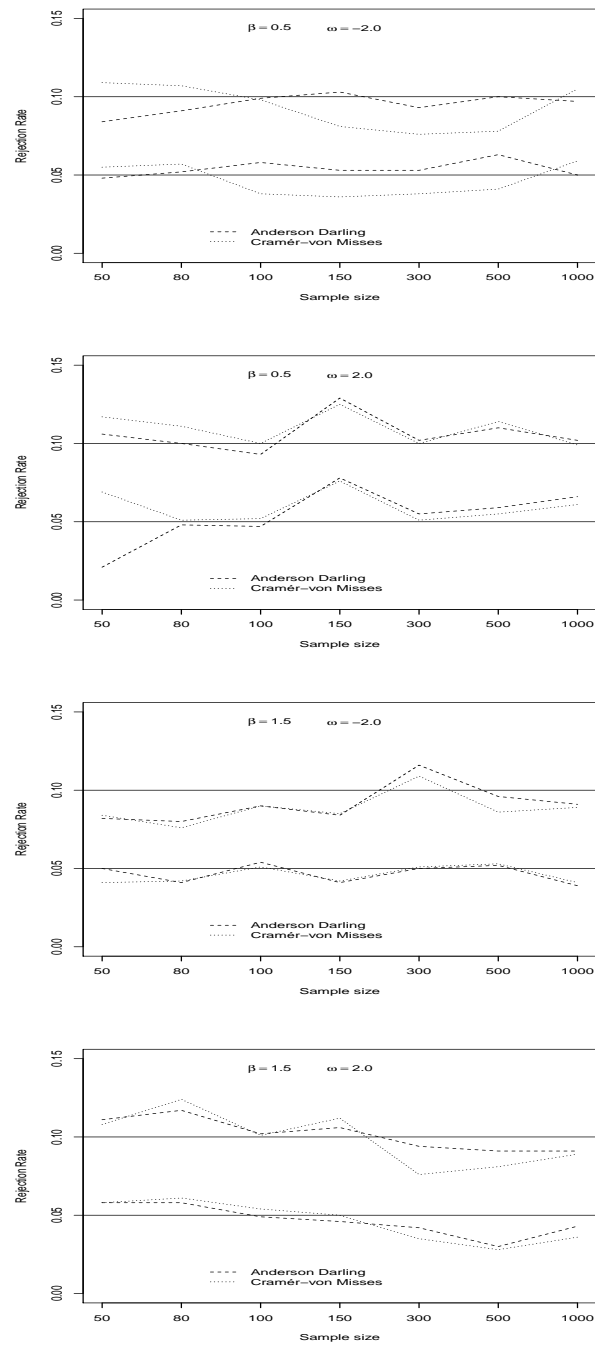 β = 0.5 ω = −2.0
0.15
0.10
0.05
0.00
Rejection Rate
Anderson Darling
Cramér−von Misses
50 80 100 150 300 500 1000
Sample size
β = 0.5 ω = 2.0
0.15
0.10
0.05
0.00
Rejection Rate
Anderson Darling
Cramér−von Misses
50 80 100 150 300 500 1000
Sample size
β = 1.5 ω = −2.0
0.15
0.10
0.05
0.00
Rejection Rate
Anderson Darling
Cramér−von Misses
50 80 100 150 300 500 1000
Sample size
β = 1.5 ω = 2.0
0.15
0.10
0.05
0.00
Rejection Rate
Anderson Darling
Cramér−von Misses
50 80 100 150 300 500 1000
Sample size